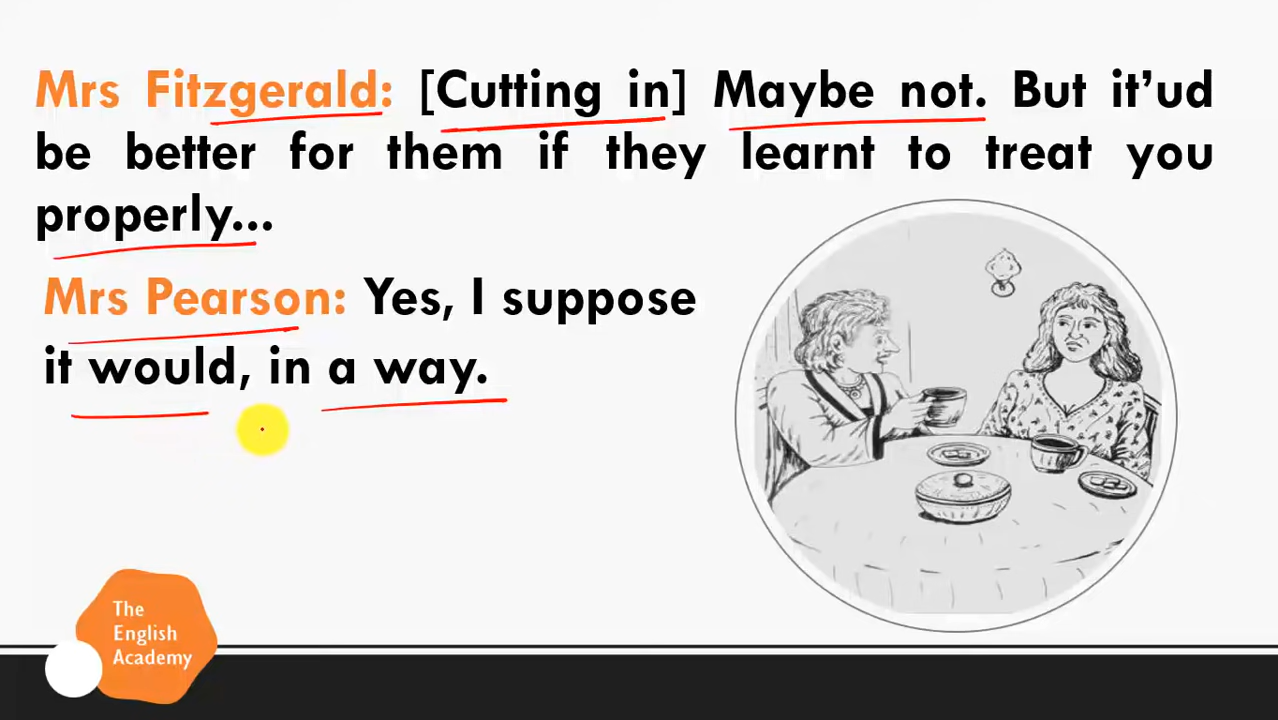 Mrs Fitzgerald: [Cutting in] Maybe not. But it’ud
be better for them if they learnt to treat you
properly...
Mrs Pearson: Yes, I suppose
it would, in a way.
The
English
Academy